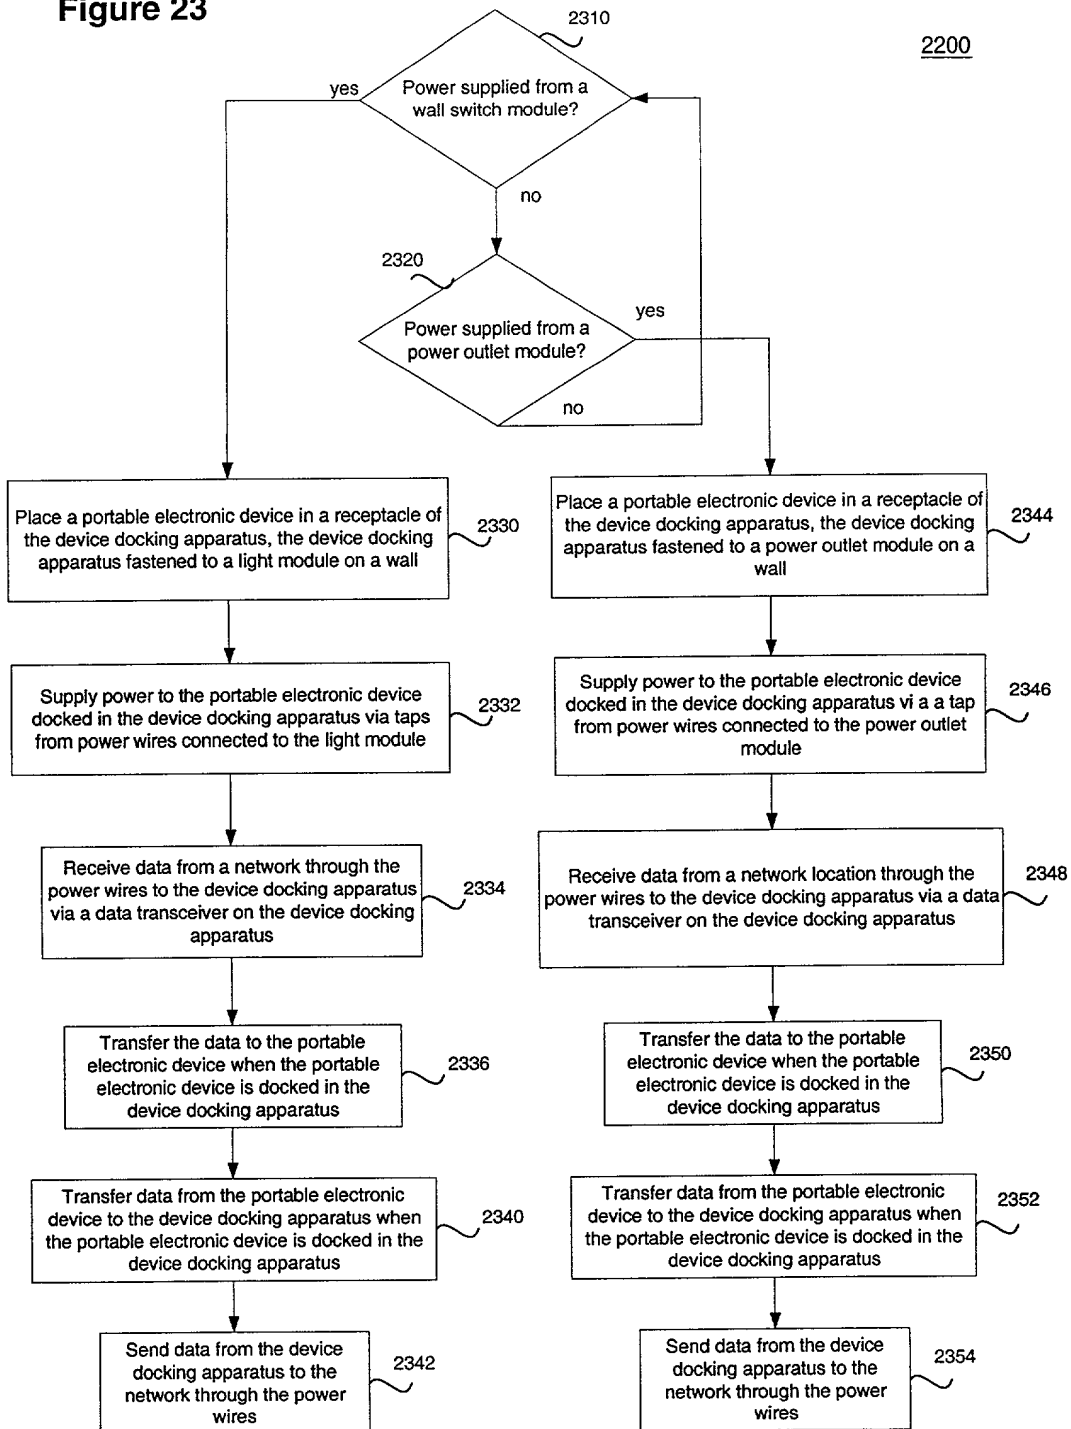 Figure 23
2310
2200
yes
Power supplied from a
wall switch module?
no
2320
yes
Power supplied from a
power outlet module?
no
Place a portable electronic device in a receptacle of
the device docking apparatus, the device docking
apparatus fastened to a light module on a wall
2330
Supply power to the portable electronic device
docked in the device docking apparatus via taps
from power wires connected to the light module
2332
Receive data from a network through the
power wires to the device docking apparatus
via a data transceiver on the device docking
apparatus
2334
Transfer the data to the portable
electronic device when the portable
electronic device is docked in the
device docking apparatus
2336
Transfer data from the portable electronic
device to the device docking apparatus when
the portable electronic device is docked in the
device docking apparatus
2340
Send data from the device
docking apparatus to the
network through the power
wires
2342
Place a portable electronic device in a receptacle of
the device docking apparatus, the device docking
apparatus fastened to a power outlet module on a
wall
2344
Supply power to the portable electronic device
docked in the device docking apparatus vi a a tap
from power wires connected to the power outlet
module
2346
Receive data from a network location through the
power wires to the device docking apparatus via a data
transceiver on the device docking apparatus
2348
Transfer the data to the portable
electronic device when the portable
electronic device is docked in the
device docking apparatus
2350
Transfer data from the portable electronic
device to the device docking apparatus when
the portable electronic device is docked in the
device docking apparatus
2352
Send data from the device
docking apparatus to the
network through the power
wires
2354